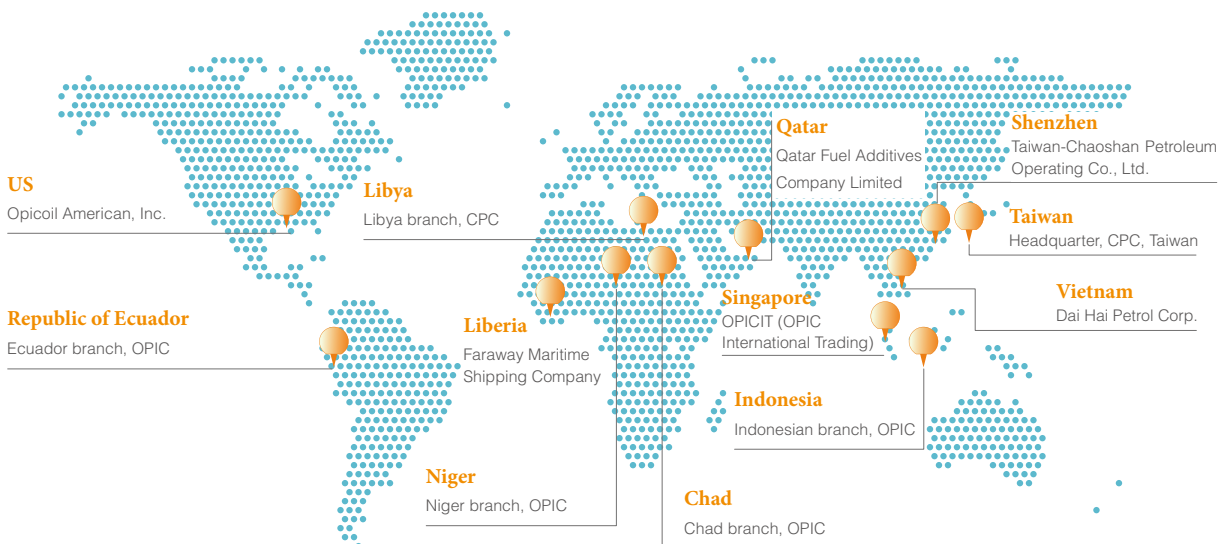 Qatar
Qatar Fuel Additives
Company Limited
Shenzhen
Taiwan-Chaoshan Petroleum
Operating Co., Ltd.
US
Opicoil American, Inc.
Libya
Libya branch, CPC
Taiwan
Headquarter, CPC, Taiwan
Vietnam
Dai Hai Petrol Corp.
Singapore
OPICIT (OPIC
International Trading)
Republic of Ecuador
Ecuador branch, OPIC
Liberia
Faraway Maritime
Shipping Company
Indonesia
Indonesian branch, OPIC
Niger
Niger branch, OPIC
Chad
Chad branch, OPIC